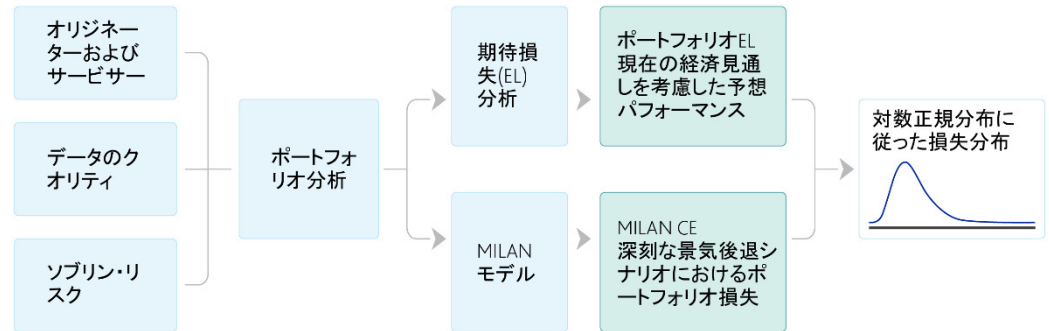 オリジネー
ターおよび
サービサー
データのク
オリティ
ソブリン・リ
スク
ポートフォ
リオ分析
期待損
失(EL)
分析
MILAN
モデル
ポートフォリオEL
現在の経済見通
しを考慮した予想
パフォーマンス
MILAN CE
深刻な景気後退シ
ナリオにおけるポ
ートフォリオ損失
対数正規分布に
従った損失分布